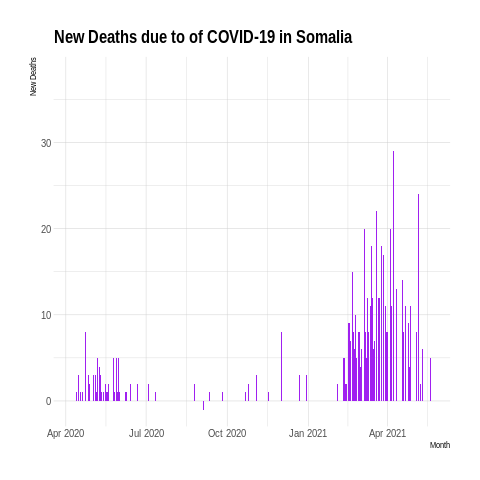 New Deaths due to of COVID-19 in Somalia
New Deaths
30
20
10
0
Apr 2020 Jul 2020 Oct 2020 Jan 2021 Apr 2021
Month